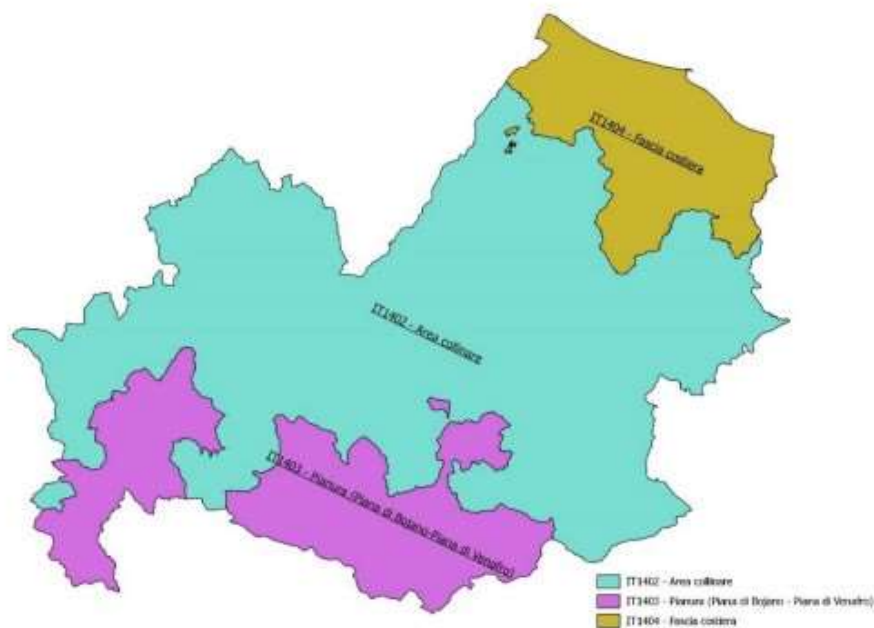 IT1404 - Fascia costiera
IT1402 - Area collinare
IT1403 - Pianura (Piana di Bojano-Piana di Venafro)
IT1402 - Area collinare
IT1403 - Pianura (Piana di Bojano - Piana di Venafro)
IT1404 - Fascia costiera